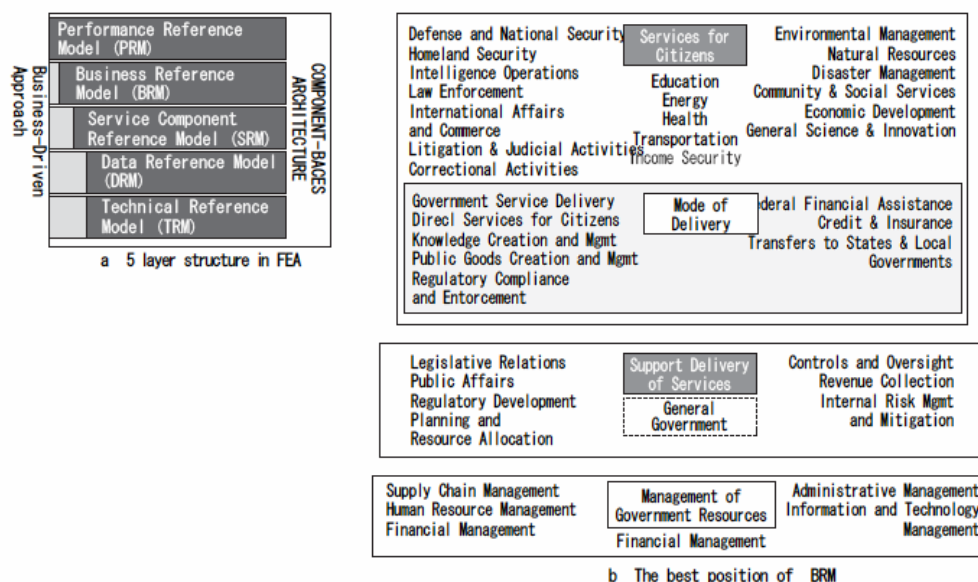 Performance Reference
Model (PRM)
Business Reference
Model (BRM)
Service Component
Reference Model (SRM)
Data Reference Model
(DRM)
Technical Reference
Model (TRM)
Business-Driven
Approach
COMPONENT-BACES
ARCHITECTURE
a 5 layer structure in FEA
Defense and National Security
Homeland Security
Intelligence Operations
Law Enforcement
International Affairs
and Commerce
Litigation & Judicial Activities
Correctional Activities
Services for
Citizens
Education
Energy
Health
Transportation
Income Security
Environmental Management
Natural Resources
Disaster Management
Community & Social Services
Economic Development
General Science & Innovation
Government Service Delivery
Direcl Services for Citizens
Knowledge Creation and Mgmt
Public Goods Creation and Mgmt
Regulatory Compliance
and Entorcement
Mode of
Delivery
ederal Financial Assistance
Credit & Insurance
Transfers to States & Local
Governments
Legislative Relations
Public Affairs
Regulatory Development
Planning and
Resource Allocation
Support Delivery
of Services
General
Government
Controls and Oversight
Revenue Collection
Internal Risk Mgmt
and Mitigation
Supply Chain Management
Human Resource Management
Financial Management
Management of
Government Resources
Financial Management
Administrative Management
Information and Technology
Management
b The best position of BRM